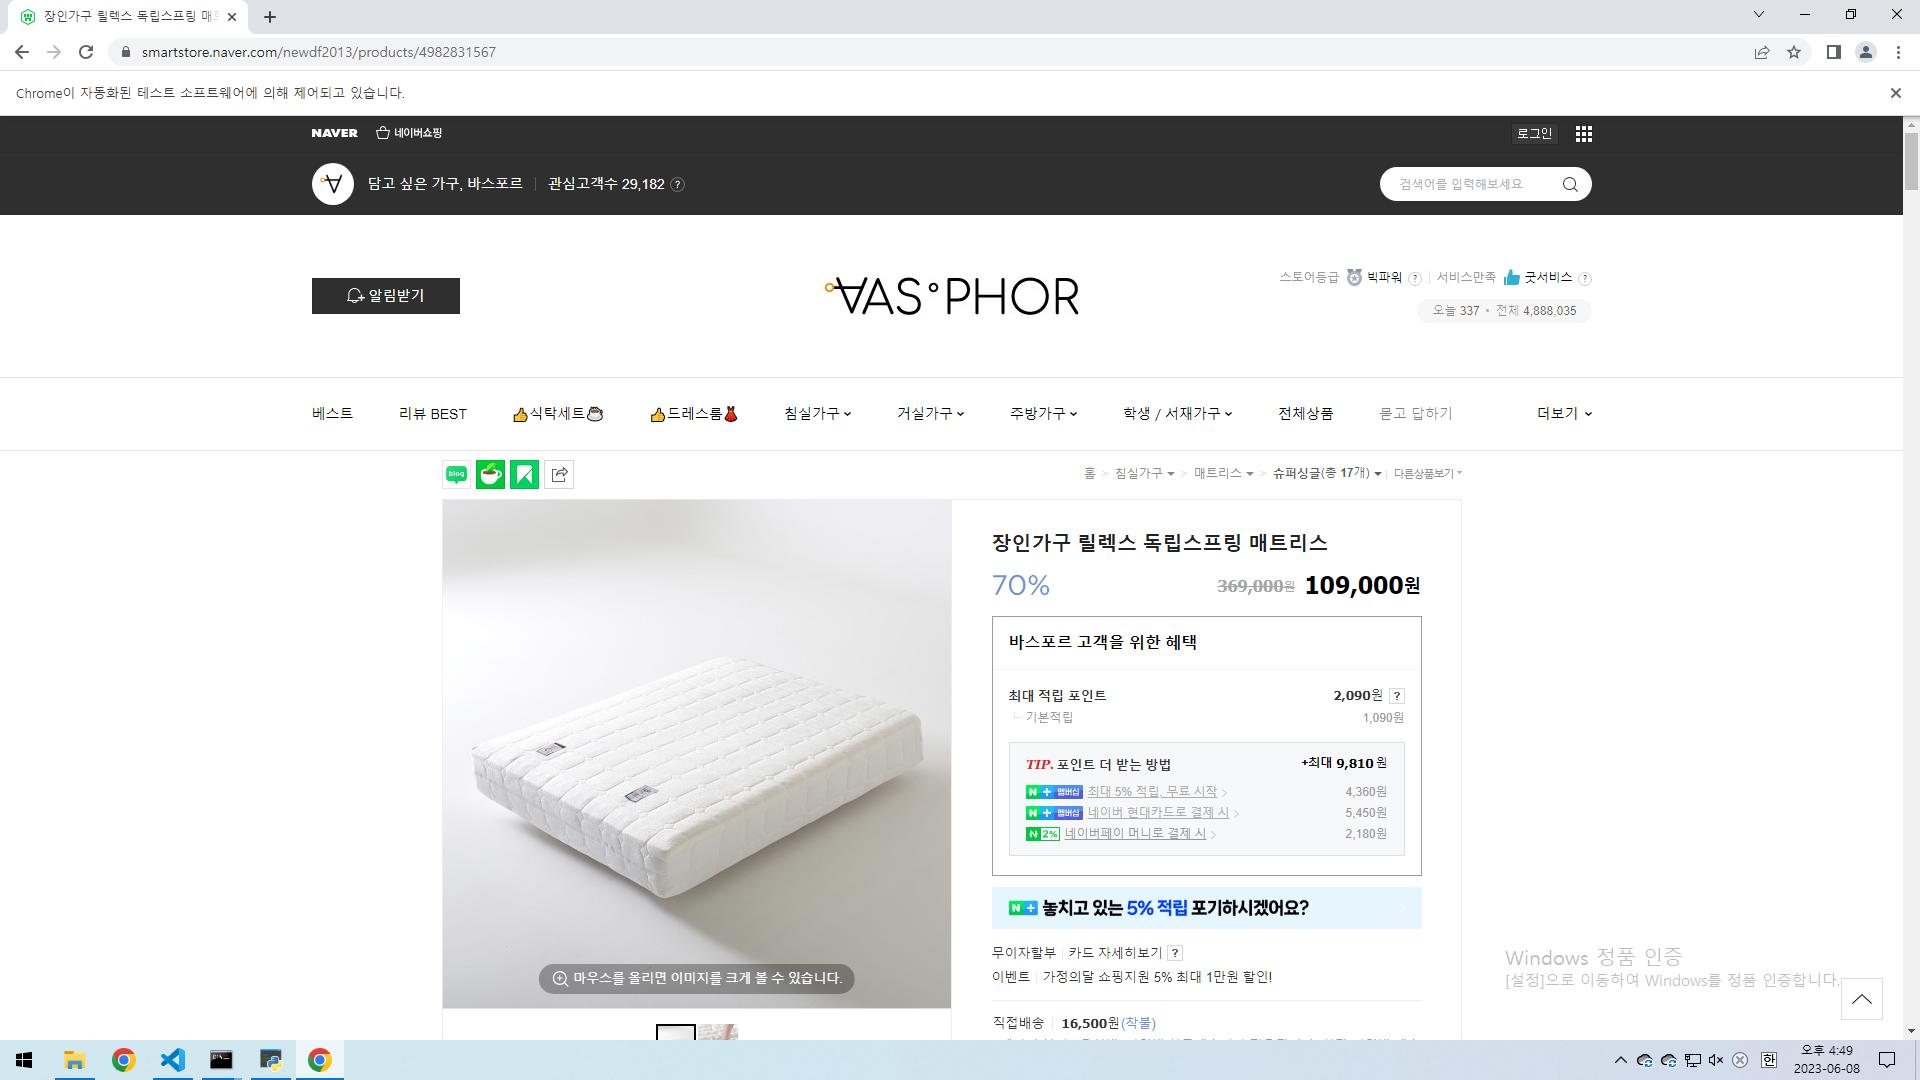 장인가구 릴렉스 독립스프링 매트
smartstore.naver.com/newdf2013/products/4982831567
Chrome이 자동화된 테스트 소프트웨어에 의해 제어되고 있습니다.
NAVER 네이버쇼핑 로그인
담고 싶은 가구, 바스포르 관심고객수 29,182 ? 검색어를 입력해보세요
알림받기
VAS°PHOR
스토어등급 빅파워 ? 서비스만족 굿서비스 ?
오늘 337 • 전체 4,888,035
베스트 리뷰 BEST 👍식탁세트☕ 👍드레스룸💃 침실가구 거실가구 주방가구 학생 / 서재가구 전체상품 묻고 답하기 더보기
blog 홈 > 침실가구 > 매트리스 > 슈퍼싱글(총 17개) 다른상품보기
장인가구 릴렉스 독립스프링 매트리스
70% 369,000원 109,000원
바스포르 고객을 위한 혜택
최대 적립 포인트 2,090원 ?
기본적립 1,090원
TIP. 포인트 더 받는 방법 +최대 9,810 원
N + 멤버십 최대 5% 적립, 무료 시작 > 4,360원
N + 멤버십 네이버 현대카드로 결제 시 > 5,450원
N 2% 네이버페이 머니로 결제 시 > 2,180원
N + 놓치고 있는 5% 적립 포기하시겠어요?
마우스를 올리면 이미지를 크게 볼 수 있습니다.
무이자할부 카드 자세히보기 ?
이벤트 가정의달 쇼핑지원 5% 최대 1만원 할인!
직접배송 16,500원(착불)
Windows 정품 인증
[설정]으로 이동하여 Windows를 정품 인증합니다.
한
오후 4:49
2023-06-08